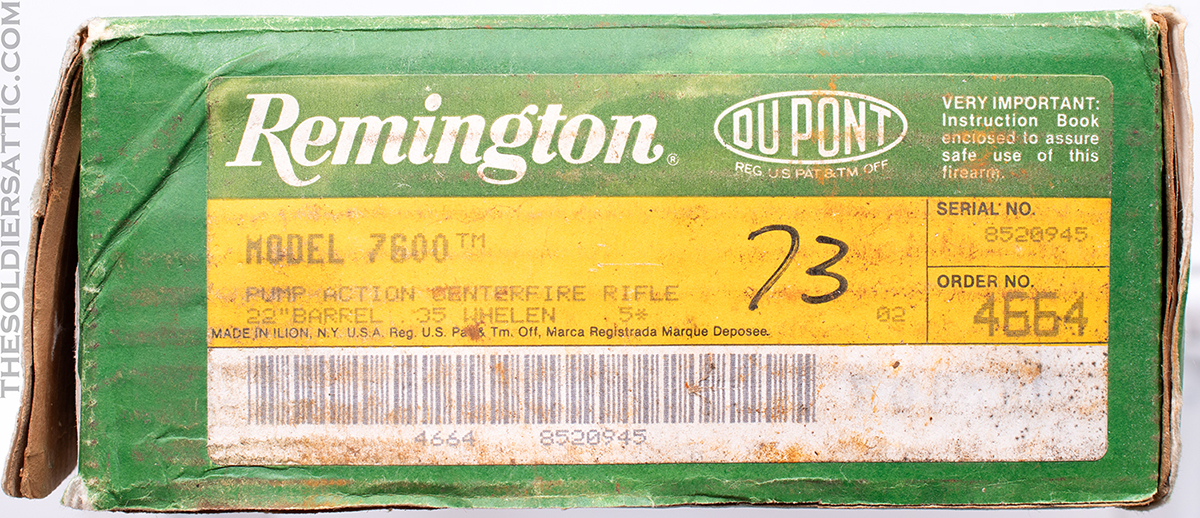 THESOLDIERSATTIC.COM
Remington®
DU PONT
REG. U.S. PAT & TM. OFF
VERY IMPORTANT:
Instruction Book
enclosed to assure
safe use of this
firearm.
MODEL 7600™
PUMP ACTION CENTERFIRE RIFLE
22"BARREL .35 WHELEN 5* 02
MADE IN ILION, N.Y. U.S.A. Reg. U.S. Pat & Tm. Off, Marca Registrada Marque Deposee.
73
SERIAL NO.
8520945
ORDER NO.
4664
4664 8520945